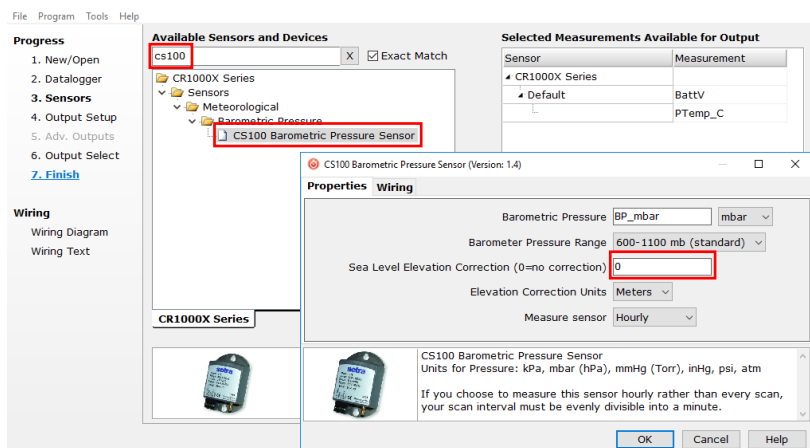 File Program Tools Help
Progress
1. New/Open
2. Datalogger
3. Sensors
4. Output Setup
5. Adv. Outputs
6. Output Select
7. Finish
Wiring
Wiring Diagram
Wiring Text
Available Sensors and Devices
cs100 X Exact Match
CR1000X Series
Sensors
Meteorological
Barometric Pressure
CS100 Barometric Pressure Sensor
CR1000X Series
Selected Measurements Available for Output
Sensor Measurement
CR1000X Series
Default BattV
PTemp_C
CS100 Barometric Pressure Sensor (Version: 1.4)
Properties Wiring
Barometric Pressure BP_mbar mbar
Barometer Pressure Range 600-1100 mb (standard)
Sea Level Elevation Correction (0=no correction) 0
Elevation Correction Units Meters
Measure sensor Hourly
setra
setra
CS100 Barometric Pressure Sensor
Units for Pressure: kPa, mbar (hPa), mmHg (Torr), inHg, psi, atm
If you choose to measure this sensor hourly rather than every scan,
your scan interval must be evenly divisible into a minute.
OK Cancel Help